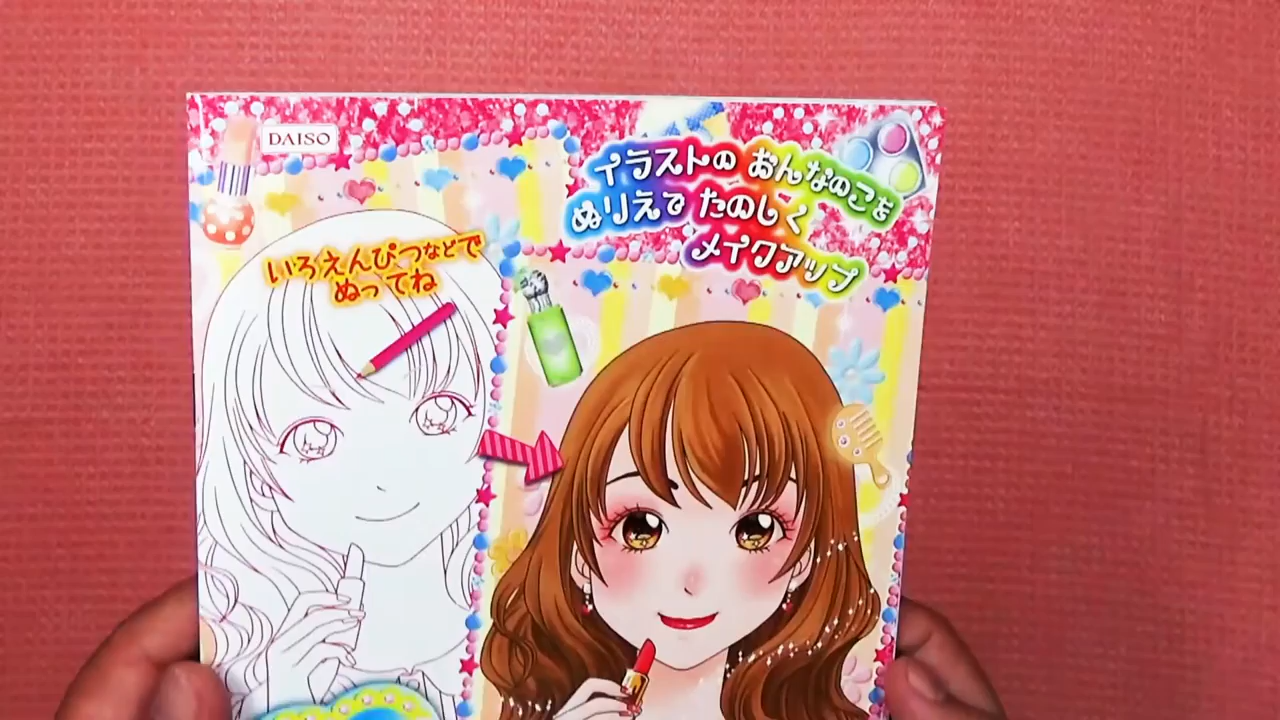 DAISO
イラストの おんなのこを
ぬりえで たのしく
メイクアップ
いろえんぴつなどで
ぬってね